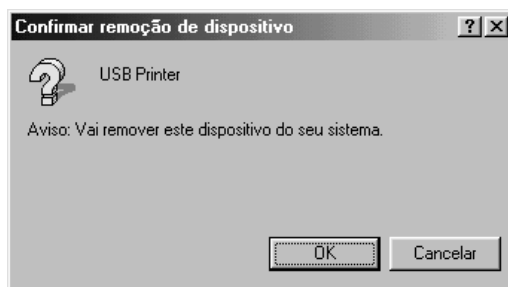 Confirmar remoção de dispositivo
USB Printer
Aviso: Vai remover este dispositivo do seu sistema.
OK
Cancelar